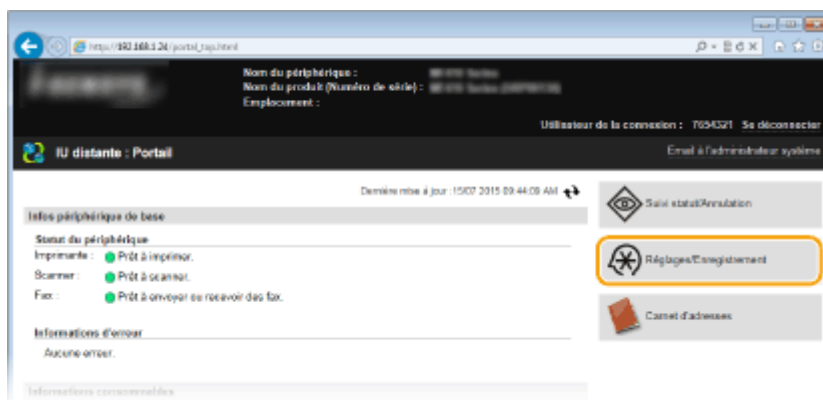 http://192.168.1.24/portal_top.html
Nom du périphérique :
Nom du produit (Numéro de série) :
Emplacement :
Utilisateur de la connexion : 7654321 Se déconnecter
IU distante : Portail
Email à l'administrateur système
Dernière mise à jour :15/07 2015 09:44:09 AM
Infos périphérique de base
Statut du périphérique
Imprimante : Prêt à imprimer.
Scanner : Prêt à scanner.
Fax : Prêt à envoyer ou recevoir des fax.
Informations d'erreur
Aucune erreur.
Informations consommables
Suivi statut/Annulation
Réglages/Enregistrement
Carnet d'adresses